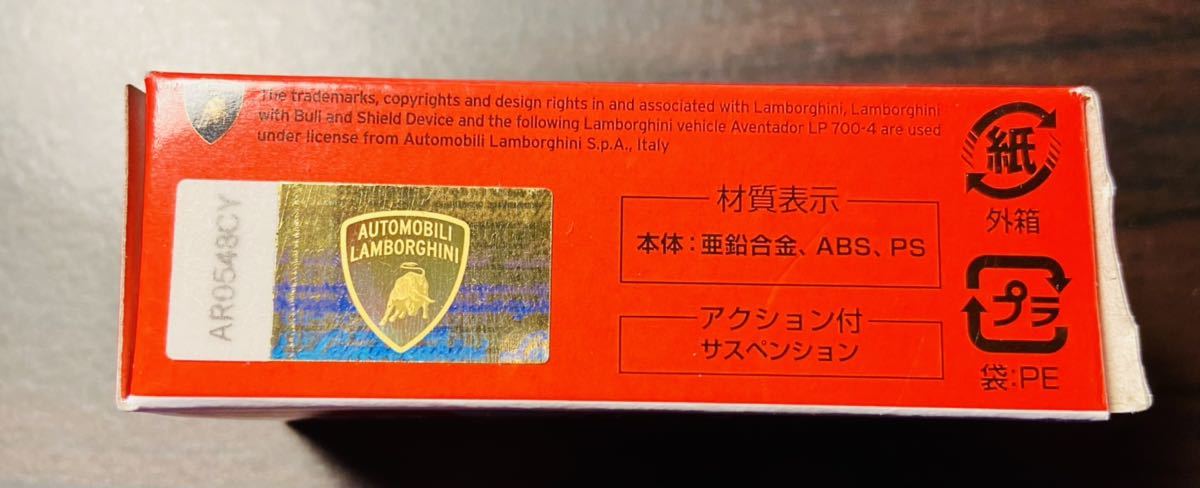 The trademarks, copyrights and design rights in and associated with Lamborghini, Lamborghini
with Bull and Shield Device and the following Lamborghini vehicle Aventador LP 700-4 are used
under license from Automobili Lamborghini S.p.A., Italy
AR0548CY
AUTOMOBILI
LAMBORGHINI
材質表示
本体：亜鉛合金、ABS、PS
アクション付
サスペンション
紙
外箱
プラ
袋:PE